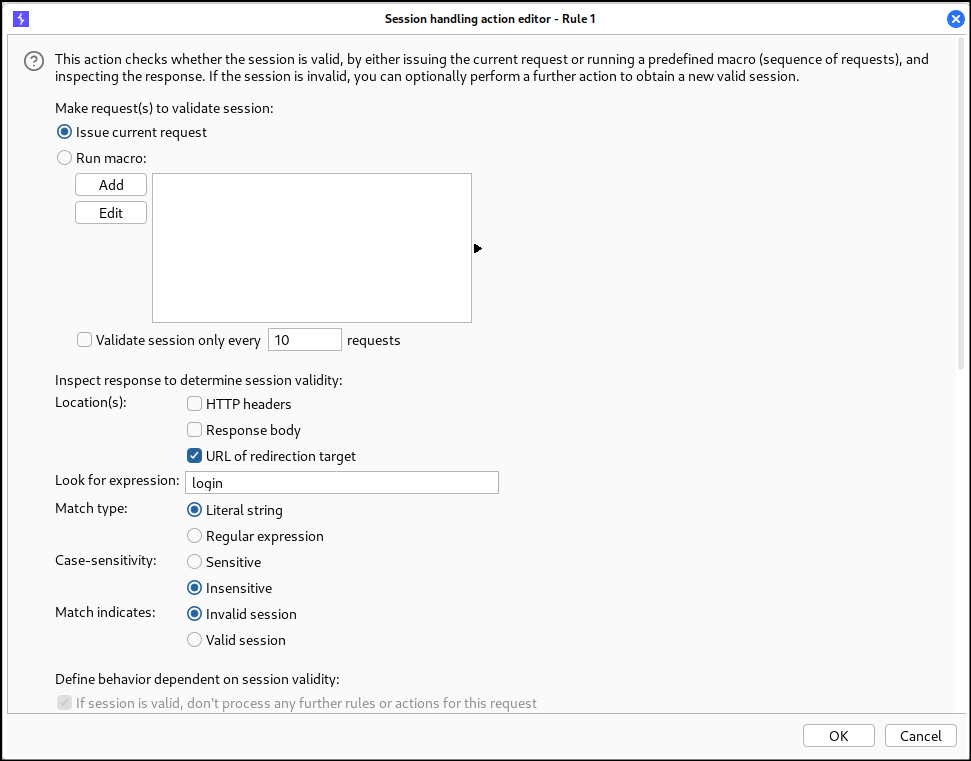 Session handling action editor - Rule 1
This action checks whether the session is valid, by either issuing the current request or running a predefined macro (sequence of requests), and
inspecting the response. If the session is invalid, you can optionally perform a further action to obtain a new valid session.
Make request(s) to validate session:
Issue current request
Run macro:
Add
Edit
Validate session only every 10 requests
Inspect response to determine session validity:
Location(s): HTTP headers
Response body
URL of redirection target
Look for expression: login
Match type: Literal string
Regular expression
Case-sensitivity: Sensitive
Insensitive
Match indicates: Invalid session
Valid session
Define behavior dependent on session validity:
If session is valid, don't process any further rules or actions for this request
OK Cancel